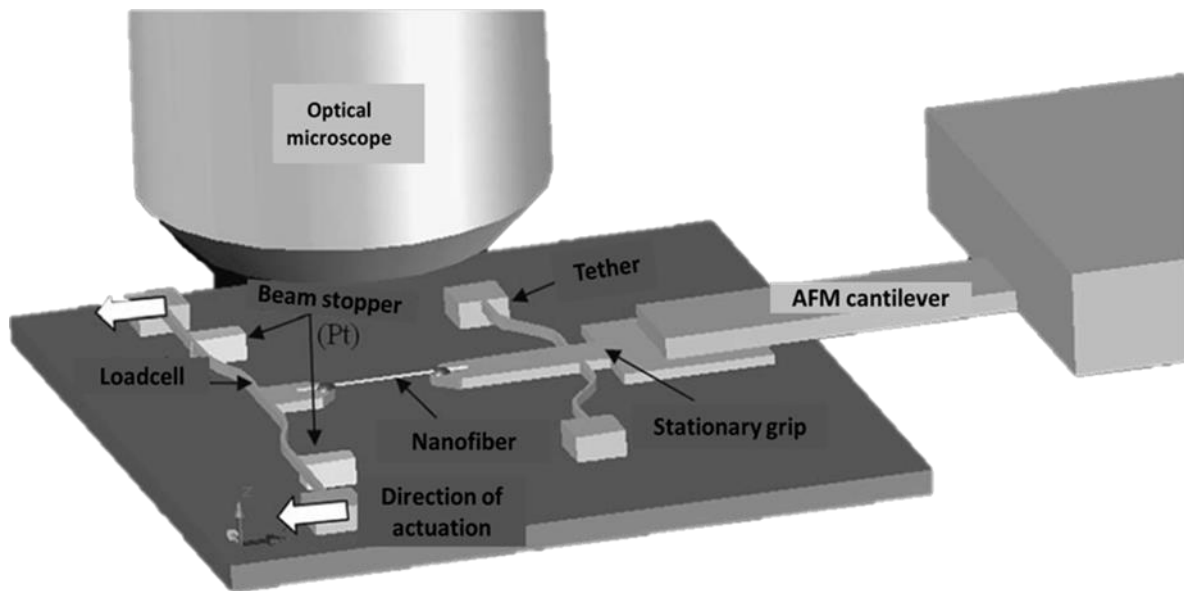 Optical
microscope
Tether
AFM cantilever
Beam stopper
(Pt)
Loadcell
Nanofiber
Stationary grip
Direction of
actuation
Z